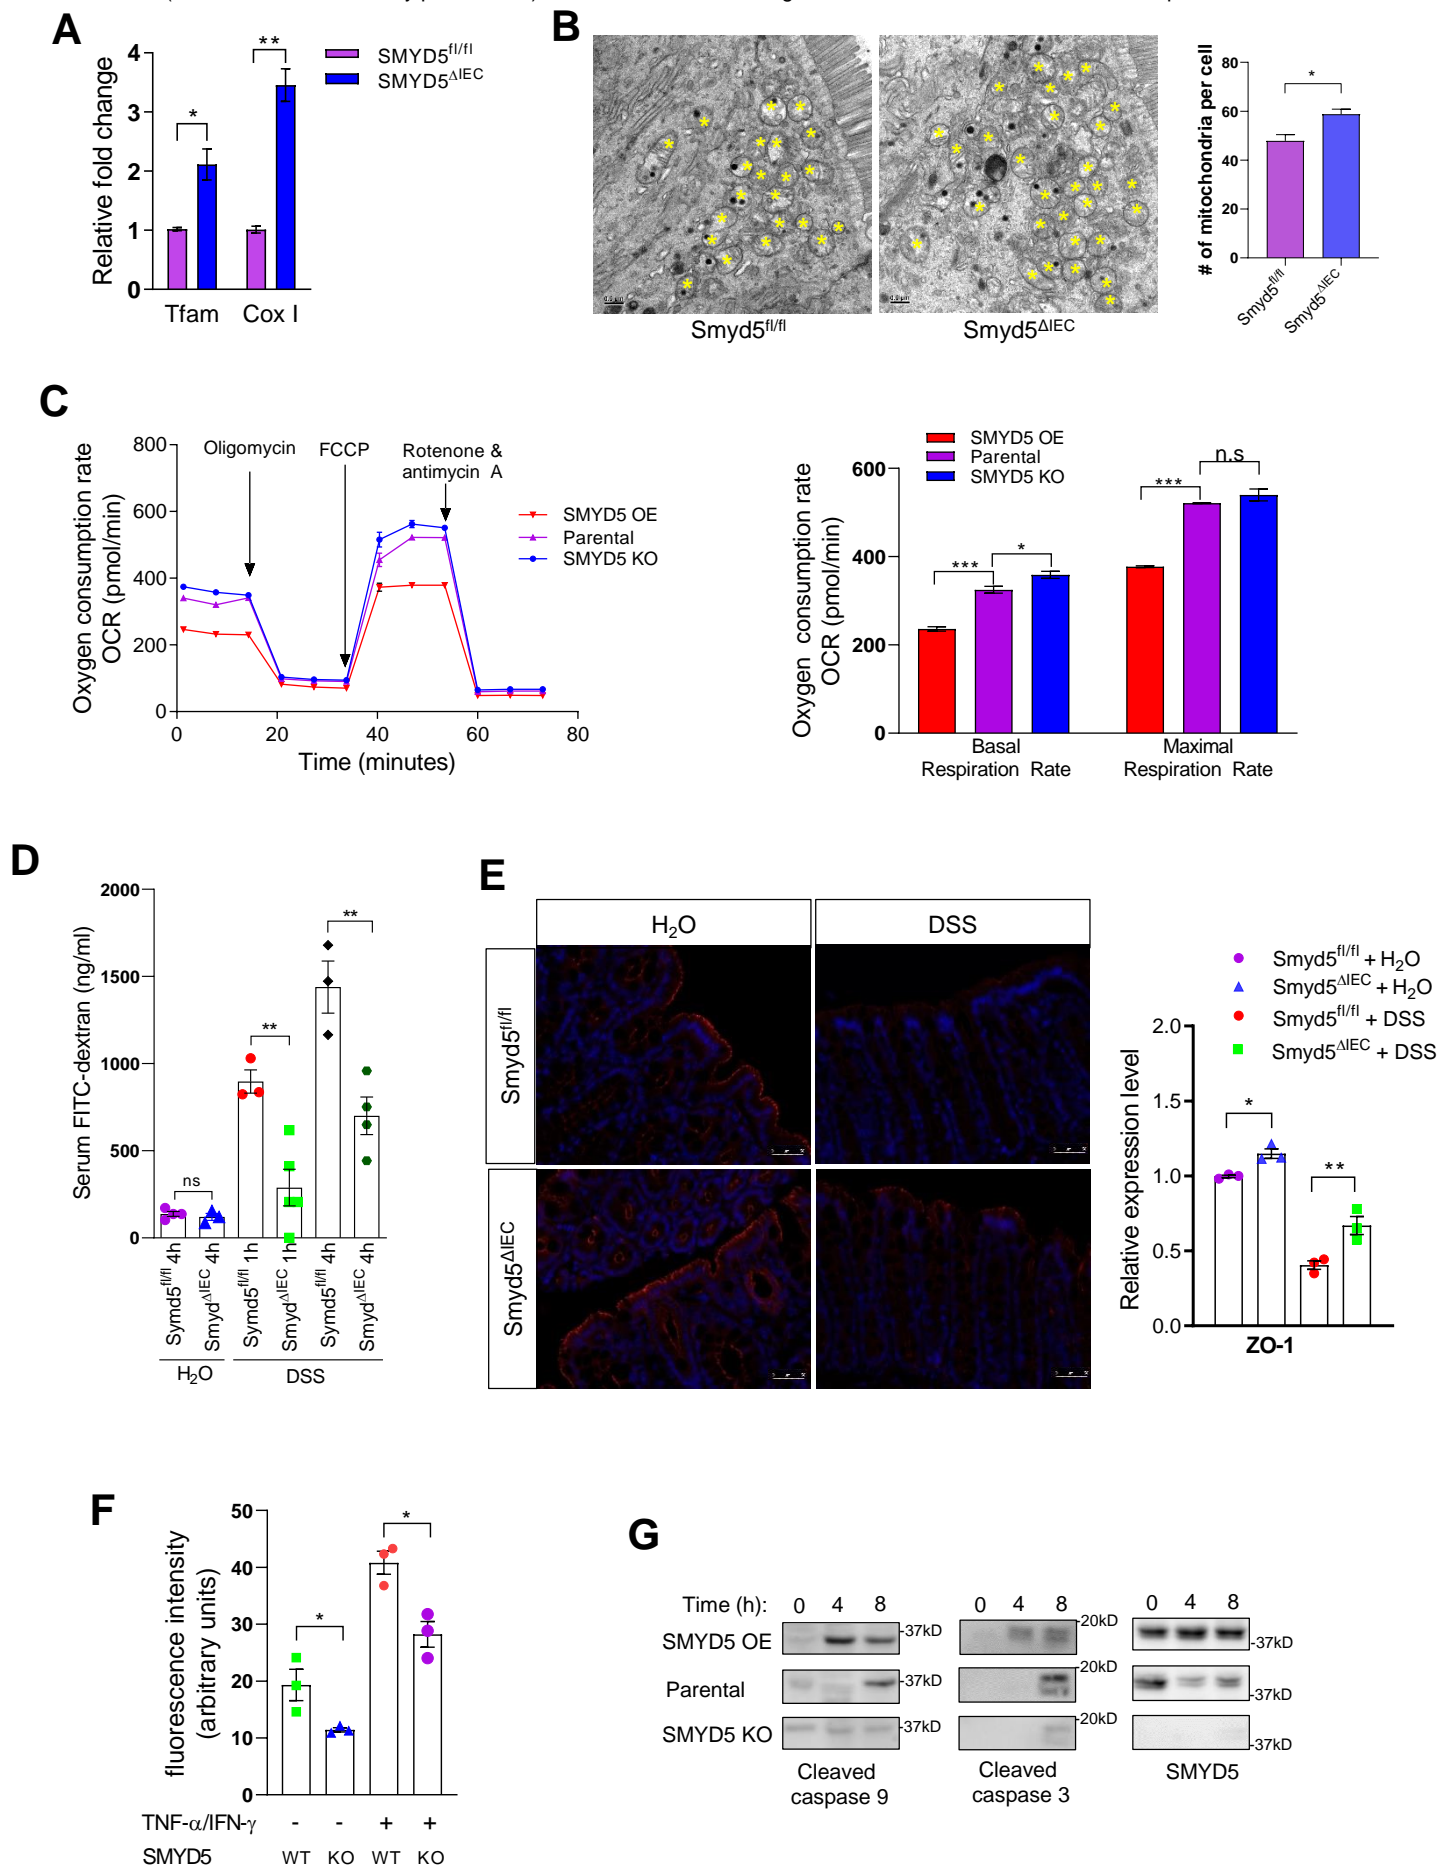 A
Relative fold change
4
3
2
1
0
*
**
SMYD5fl/fl
SMYD5ΔIEC
Tfam
Cox I
B
Smyd5fl/fl
Smyd5ΔIEC
# of mitochondria per cell
80
60
40
20
0
*
Smyd5fl/fl
Smyd5ΔIEC
C
Oxygen consumption rate
OCR (pmol/min)
800
600
400
200
0
Oligomycin
FCCP
Rotenone &
antimycin A
0 20 40 60 80
Time (minutes)
SMYD5 OE
Parental
SMYD5 KO
SMYD5 OE
Parental
SMYD5 KO
Oxygen consumption rate
OCR (pmol/min)
600
400
200
0
***
*
***
n.s
Basal
Respiration Rate
Maximal
Respiration Rate
D
Serum FITC-dextran (ng/ml)
2000
1500
1000
500
0
ns
**
**
Symd5fl/fl 4h
SmydΔIEC 4h
Symd5fl/fl 1h
SmydΔIEC 1h
Symd5fl/fl 4h
SmydΔIEC 4h
H2O
DSS
E
H2O
DSS
Smyd5fl/fl
Smyd5ΔIEC
Smyd5fl/fl + H2O
Smyd5ΔIEC + H2O
Smyd5fl/fl + DSS
Smyd5ΔIEC + DSS
Relative expression level
2.0
1.5
1.0
0.5
0.0
*
**
ZO-1
F
fluorescence intensity
(arbitrary units)
50
40
30
20
10
0
*
*
TNF-α/IFN-γ - - + +
SMYD5 WT KO WT KO
G
Time (h): 0 4 8 0 4 8 0 4 8
SMYD5 OE -37kD -20kD -37kD
Parental -37kD -20kD -37kD
SMYD5 KO -37kD -20kD -37kD
Cleaved
caspase 9
Cleaved
caspase 3
SMYD5